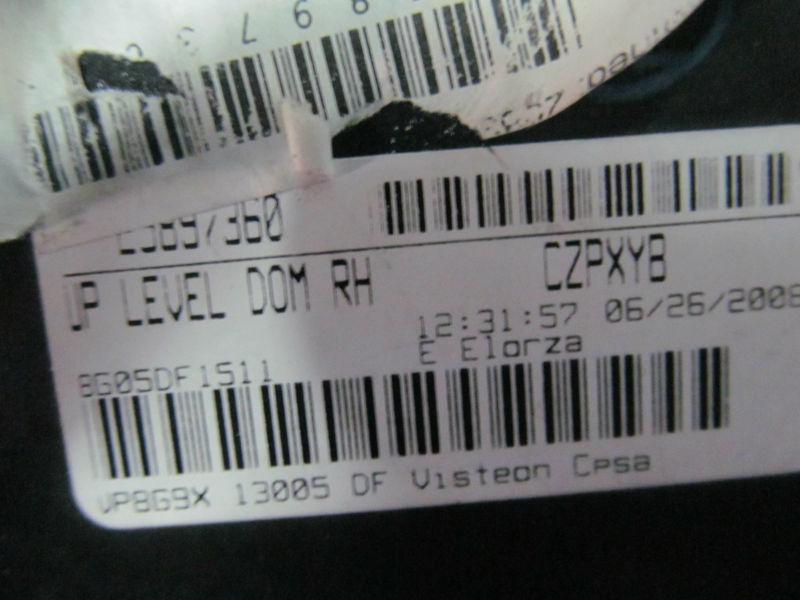 2589/360
UP LEVEL DOM RH CZPXYB
12:31:57 06/26/2008
E Elorza
8G05DF1511
VP8G9X 13005 DF Visteon Cpsa